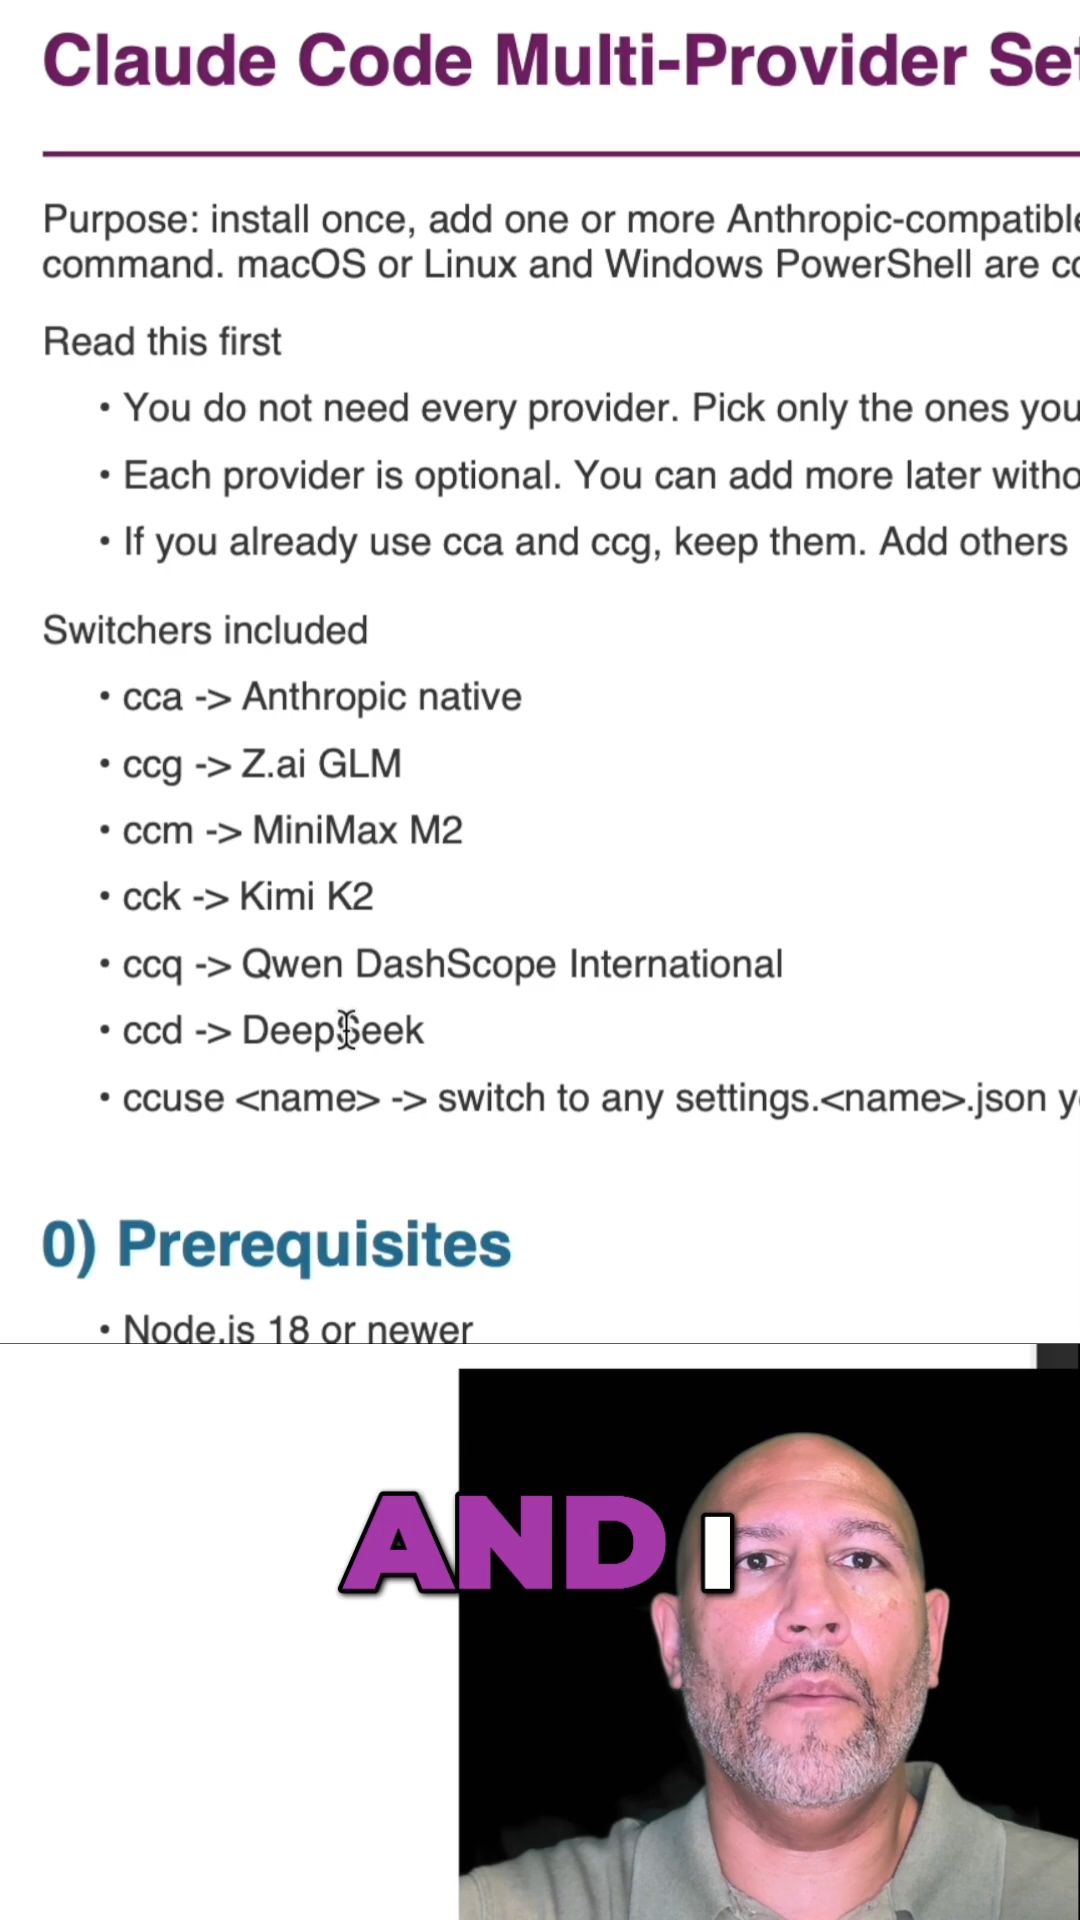 Claude Code Multi-Provider Set
Purpose: install once, add one or more Anthropic-compatible
command. macOS or Linux and Windows PowerShell are co
Read this first
• You do not need every provider. Pick only the ones you
• Each provider is optional. You can add more later witho
• If you already use cca and ccg, keep them. Add others
Switchers included
• cca -> Anthropic native
• ccg -> Z.ai GLM
• ccm -> MiniMax M2
• cck -> Kimi K2
• ccq -> Qwen DashScope International
• ccd -> DeepSeek
• ccuse <name> -> switch to any settings.<name>.json y
0) Prerequisites
• Node.js 18 or newer
AND I